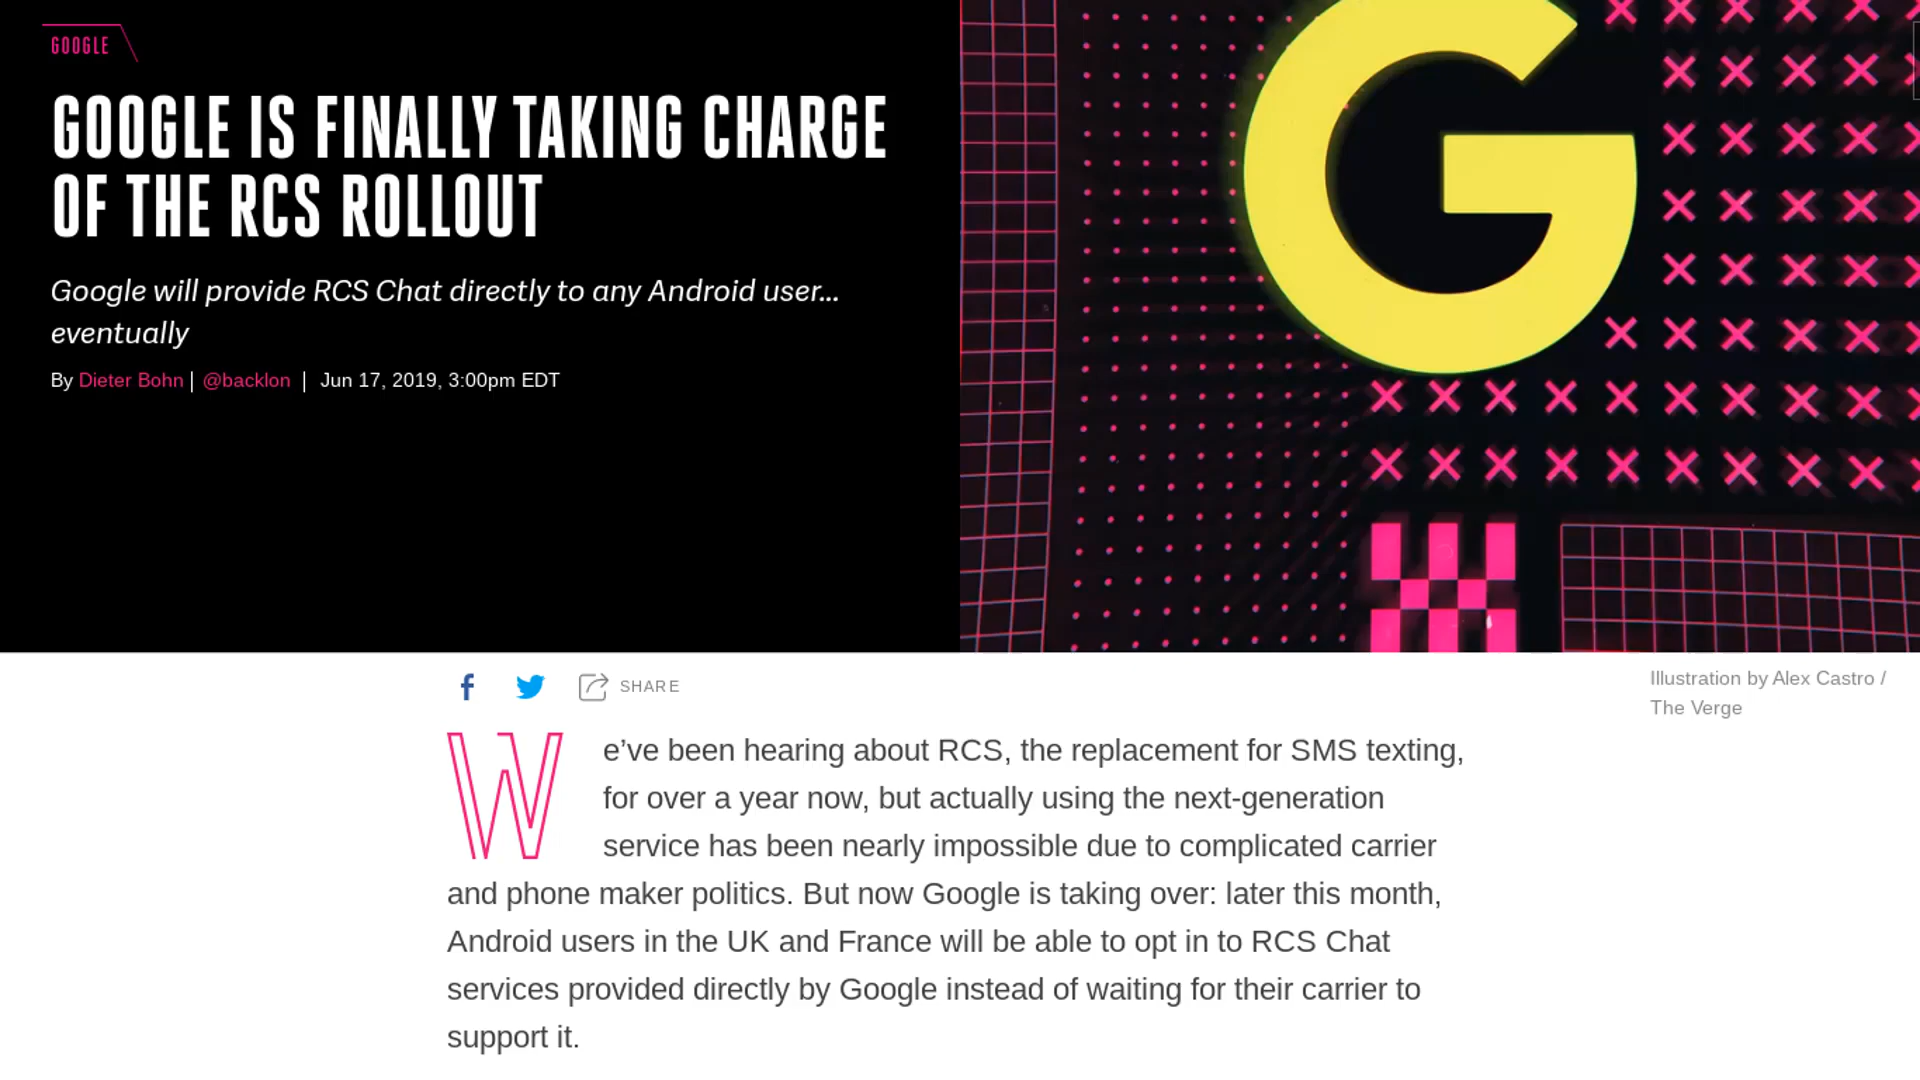 GOOGLE
GOOGLE IS FINALLY TAKING CHARGE
OF THE RCS ROLLOUT
Google will provide RCS Chat directly to any Android user...
eventually
By Dieter Bohn | @backlon | Jun 17, 2019, 3:00pm EDT
G
SHARE
Illustration by Alex Castro /
The Verge
We’ve been hearing about RCS, the replacement for SMS texting,
for over a year now, but actually using the next-generation
service has been nearly impossible due to complicated carrier
and phone maker politics. But now Google is taking over: later this month,
Android users in the UK and France will be able to opt in to RCS Chat
services provided directly by Google instead of waiting for their carrier to
support it.